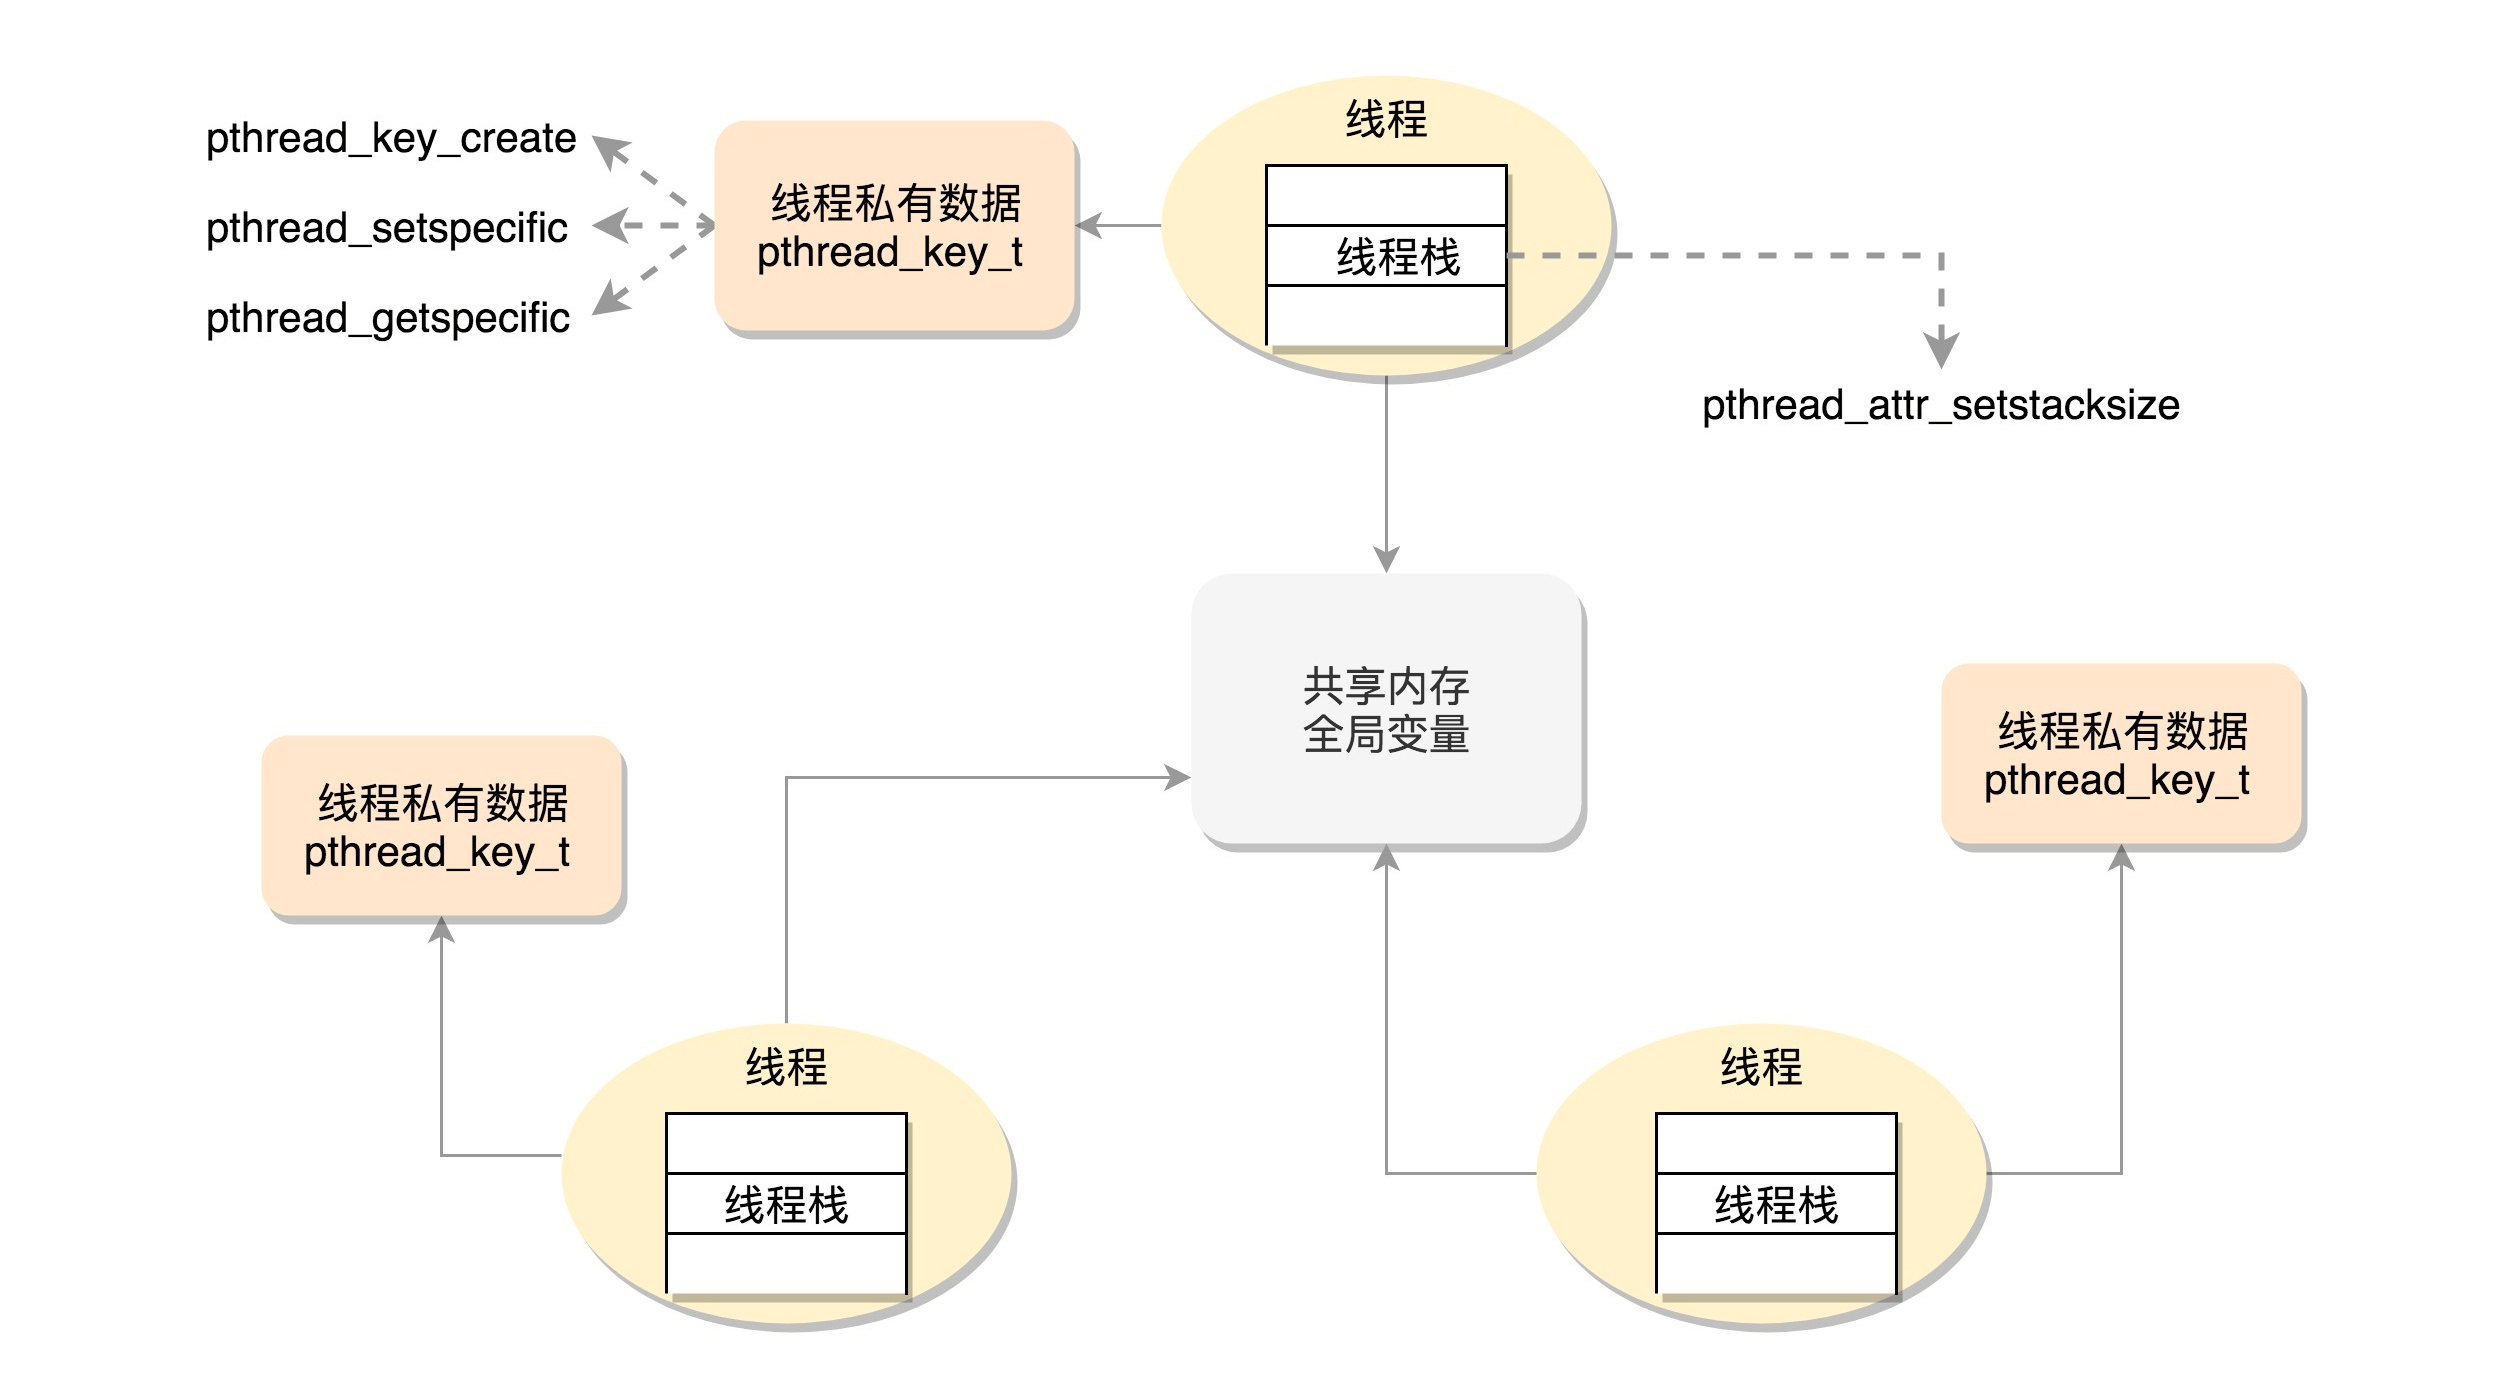 线程
pthread_key_create
pthread_setspecific
pthread_getspecific
线程私有数据
pthread_key_t
线程栈
pthread_attr_setstacksize
共享内存
全局变量
线程私有数据
pthread_key_t
线程私有数据
pthread_key_t
线程
线程栈
线程
线程栈